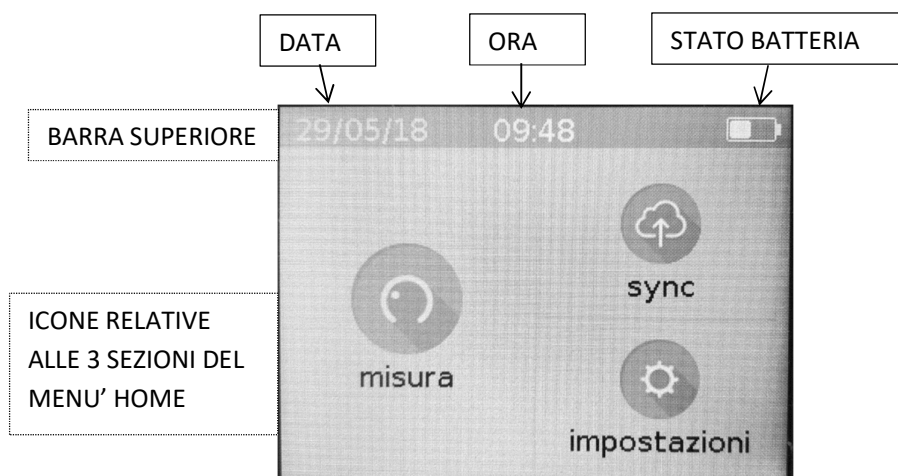 DATA
ORA
STATO BATTERIA
BARRA SUPERIORE
29/05/18 09:48
sync
ICONE RELATIVE
ALLE 3 SEZIONI DEL
MENU' HOME
misura
impostazioni